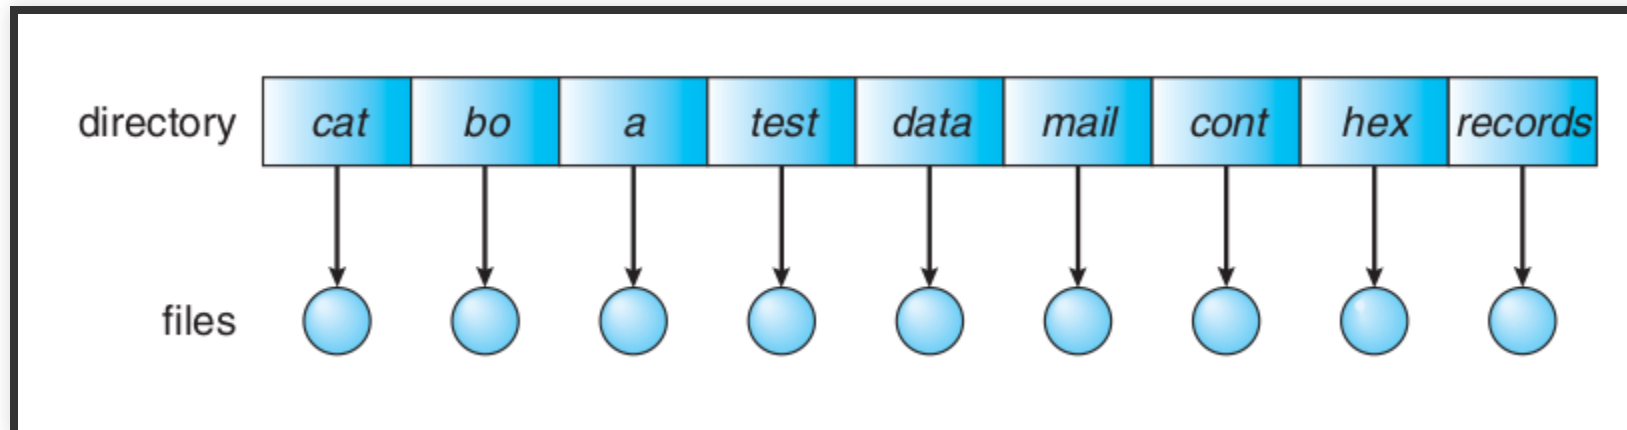 directory cat bo a test data mail cont hex records
files